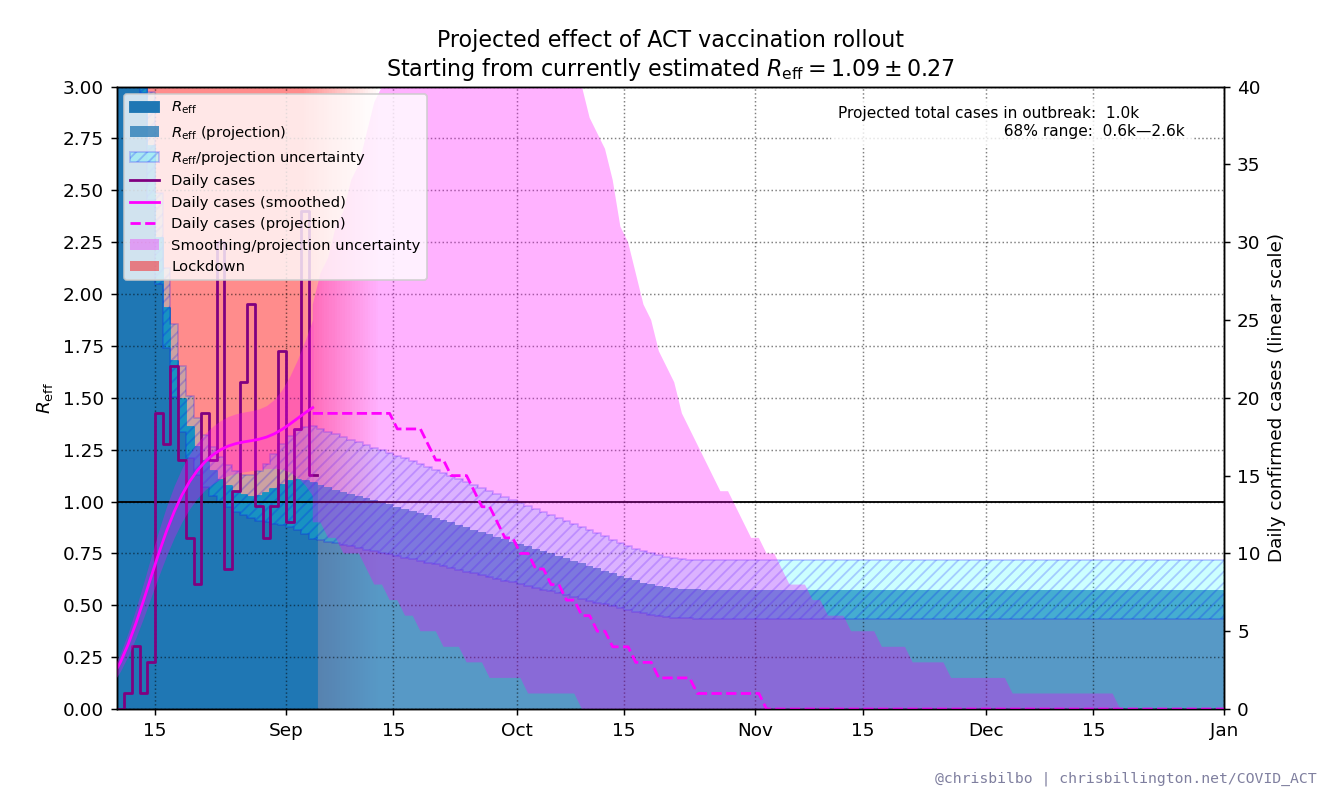 Projected effect of ACT vaccination rollout
Starting from currently estimated Reff = 1.09 ± 0.27
Projected total cases in outbreak: 1.0k
68% range: 0.6k—2.6k
Reff
Reff (projection)
Reff/projection uncertainty
Daily cases
Daily cases (smoothed)
Daily cases (projection)
Smoothing/projection uncertainty
Lockdown
3.00
2.75
2.50
2.25
2.00
1.75
1.50
1.25
1.00
0.75
0.50
0.25
0.00
Reff
40
35
30
25
20
15
10
5
0
Daily confirmed cases (linear scale)
15 Sep 15 Oct 15 Nov 15 Dec 15 Jan
@chrisbilbo | chrisbillington.net/COVID_ACT